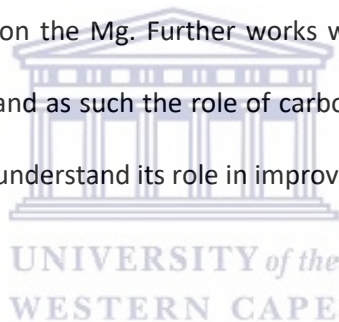 on the Mg. Further works w
and as such the role of carbo
understand its role in improv
UNIVERSITY of the
WESTERN CAPE